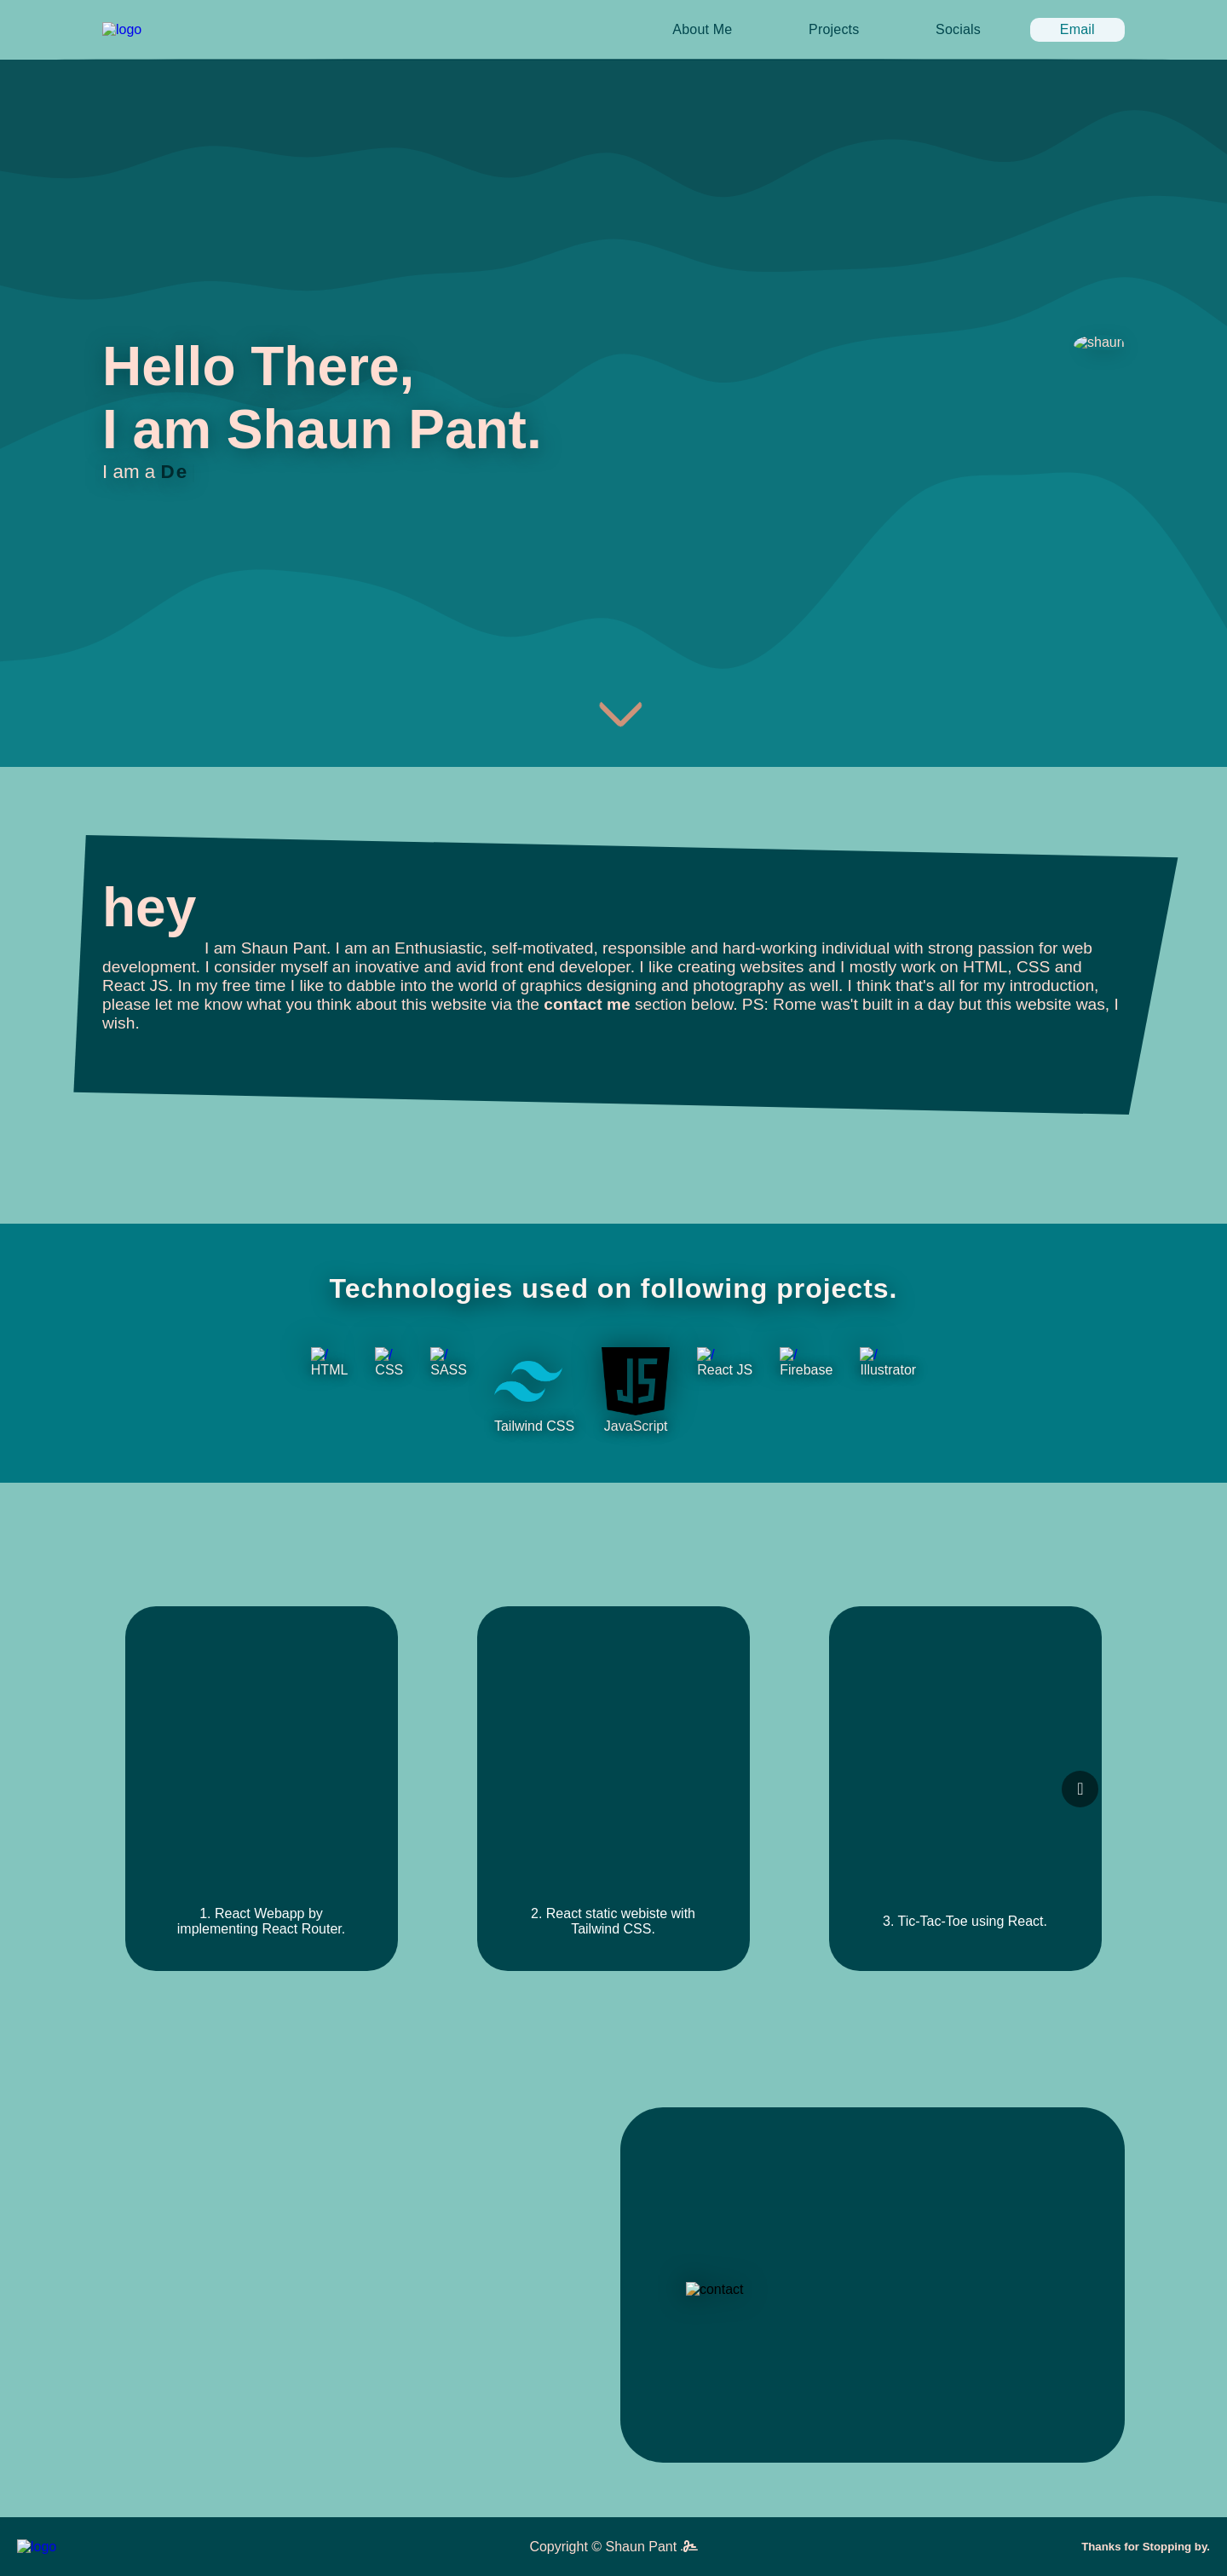 logo
About Me
Projects
Socials
Email
Hello There,
I am Shaun Pant.
shaun
I am a De
hey
I am Shaun Pant. I am an Enthusiastic, self-motivated, responsible and hard-working individual with strong passion for web
development. I consider myself an inovative and avid front end developer. I like creating websites and I mostly work on HTML, CSS and
React JS. In my free time I like to dabble into the world of graphics designing and photography as well. I think that's all for my introduction,
please let me know what you think about this website via the contact me section below. PS: Rome was't built in a day but this website was, I
wish.
Technologies used on following projects.
HTML
CSS
SASS
Tailwind CSS
JS
JavaScript
React JS
Firebase
Illustrator
1. React Webapp by
implementing React Router.
2. React static webiste with
Tailwind CSS.
3. Tic-Tac-Toe using React.
contact
logo
Copyright © Shaun Pant
Thanks for Stopping by.